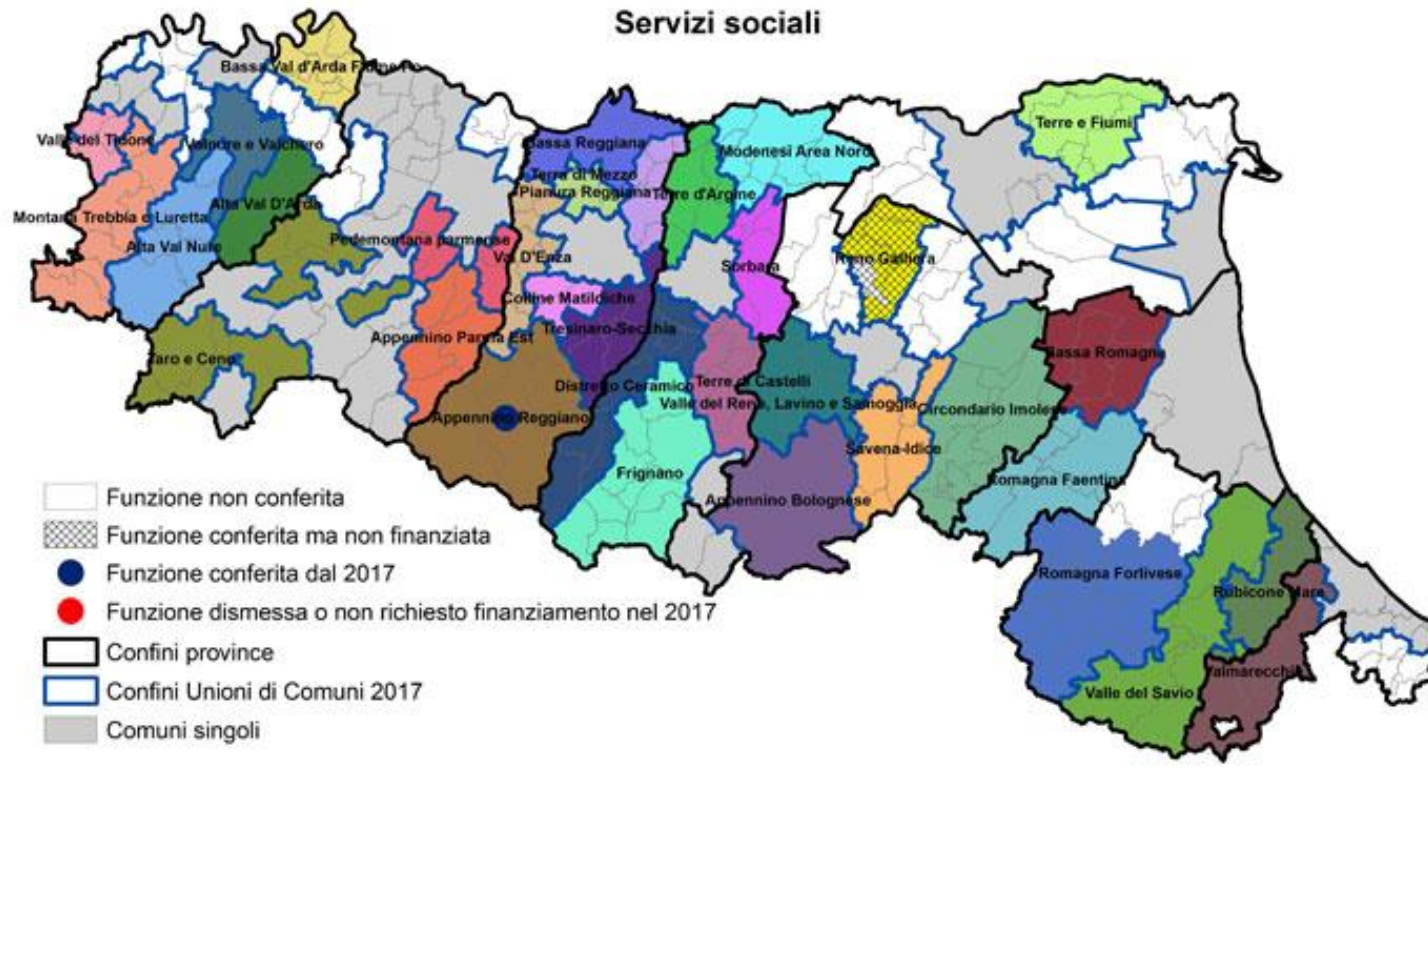 Servizi sociali
Bassa Val d'Arda Fiume Po
Valle del Tidone
Valnure e Valchero
Bassa Reggiana
Modenesi Area Nord
Terre e Fiumi
Terra di Mezzo
Pianura Reggiana
Terre d'Argine
Montana Trebbia e Luretta
Alta Val D'Arda
Alta Val Nure
Pedemontana parmense
Val D'Enza
Sorbara
Reno Galliera
Colline Matildiche
Tresinaro-Secchia
Appennino Parma Est
Taro e Ceno
Bassa Romagna
Distretto Ceramico
Terre di Castelli
Valle del Reno, Lavino e Samoggia
Circondario Imolese
Appennino Reggiano
Savena-Idice
Frignano
Romagna Faentina
Appennino Bolognese
Romagna Forlivese
Rubicone Mare
Valmarecchia
Valle del Savio
Funzione non conferita
Funzione conferita ma non finanziata
Funzione conferita dal 2017
Funzione dismessa o non richiesto finanziamento nel 2017
Confini province
Confini Unioni di Comuni 2017
Comuni singoli